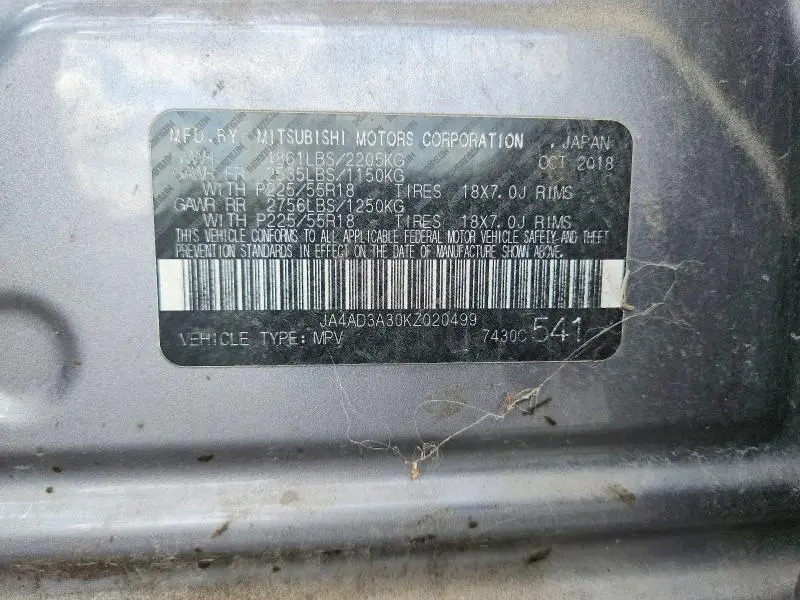 MFD.BY MITSUBISHI MOTORS CORPORATION , JAPAN
GVWR 4861LBS/2205KG OCT 2018
GAWR FR 2535LBS/1150KG
WITH P225/55R18 TIRES 18X7.0J RIMS
GAWR RR 2756LBS/1250KG
WITH P225/55R18 TIRES 18X7.0J RIMS
THIS VEHICLE CONFORMS TO ALL APPLICABLE FEDERAL MOTOR VEHICLE SAFETY AND THEFT
PREVENTION STANDARDS IN EFFECT ON THE DATE OF MANUFACTURE SHOWN ABOVE.
JA4AD3A30KZ020499
VEHICLE TYPE: MPV 7430C 541